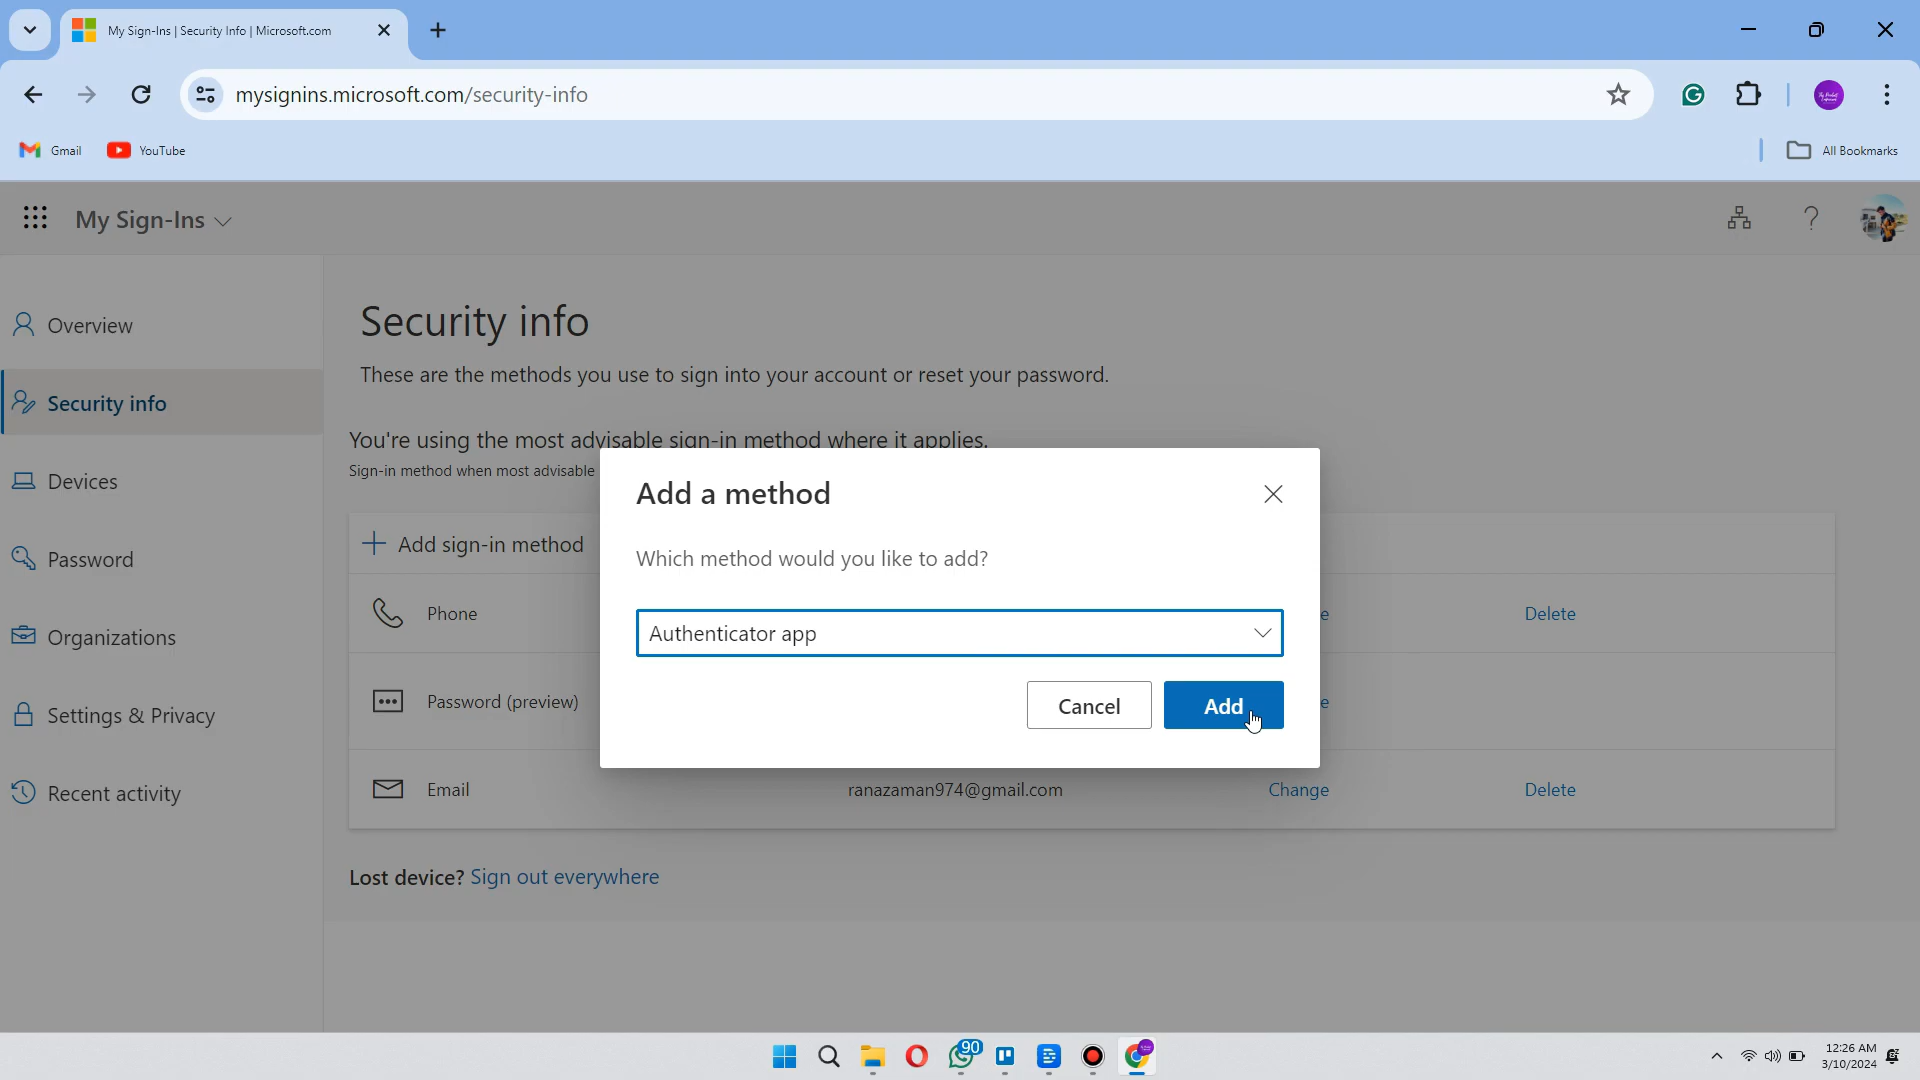 My Sign-Ins | Security Info | Microsoft.com
mysignins.microsoft.com/security-info
Gmail
YouTube
All Bookmarks
My Sign-Ins
Overview
Security info
Devices
Password
Organizations
Settings & Privacy
Recent activity
Security info
These are the methods you use to sign into your account or reset your password.
You're using the most advisable sign-in method where it applies.
Sign-in method when most advisable
Add sign-in method
Phone
Delete
Password (preview)
Email
ranazaman974@gmail.com
Change
Delete
Lost device? Sign out everywhere
Add a method
Which method would you like to add?
Authenticator app
Cancel
Add
90
12:26 AM
3/10/2024